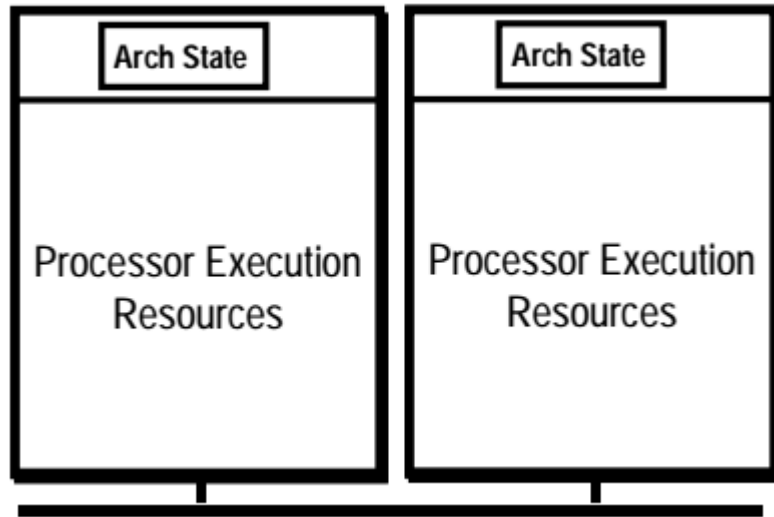 Arch State
Processor Execution
Resources
Arch State
Processor Execution
Resources